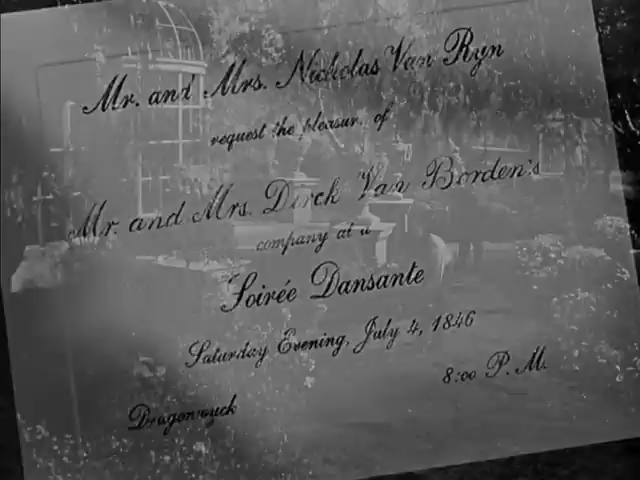 Mr. and Mrs. Nicholas Van Ryn
request the pleasure of
Mr. and Mrs. Dirck Van Borden's
company at a
Soirée Dansante
Saturday Evening, July 4, 1846
8:00 P.M.
Dragonwyck